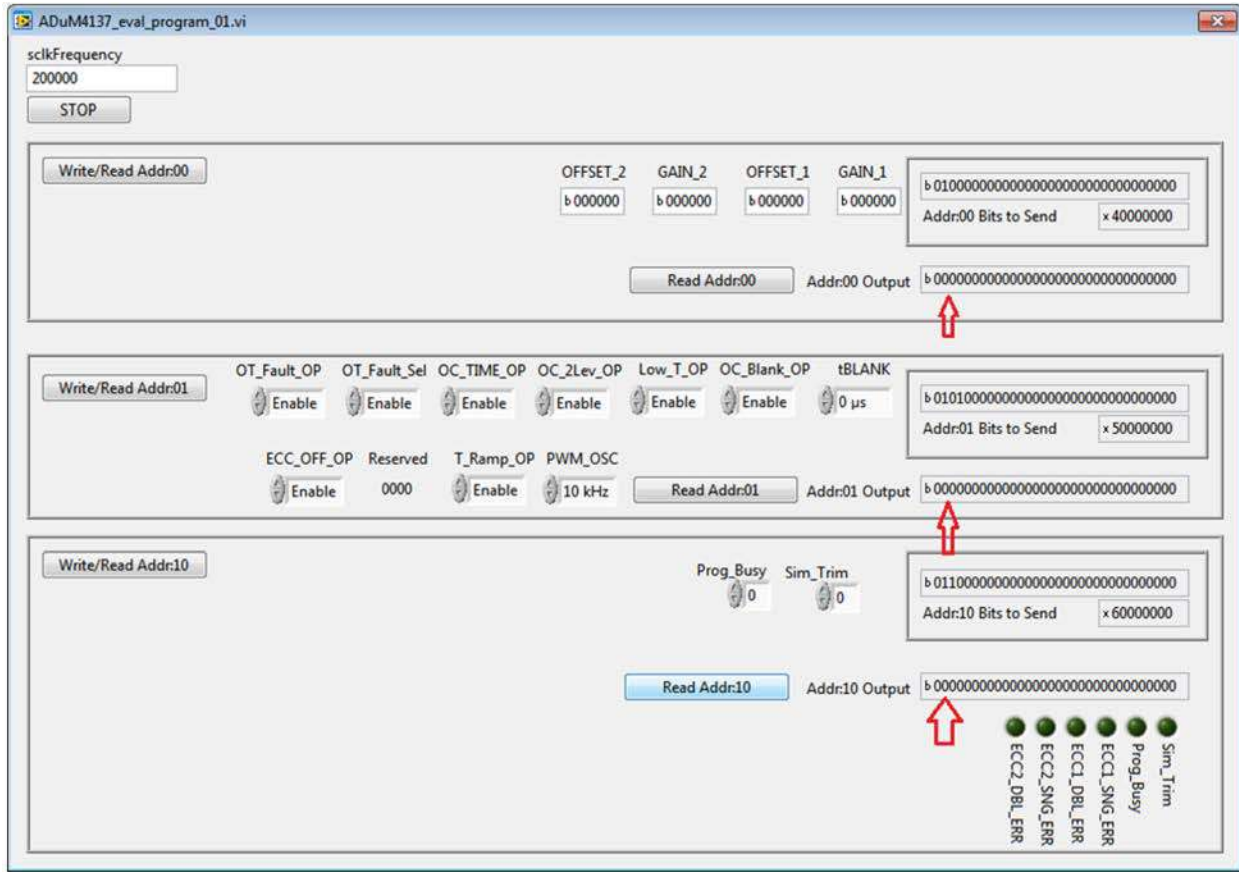 ADuM4137_eval_program_01.vi
sclkFrequency
200000
STOP
Write/Read Addr:00
OFFSET_2 GAIN_2 OFFSET_1 GAIN_1
b 000000 b 000000 b 000000 b 000000
b 01000000000000000000000000000000
Addr:00 Bits to Send x 40000000
Read Addr:00 Addr:00 Output b 00000000000000000000000000000000
Write/Read Addr:01
OT_Fault_OP OT_Fault_Sel OC_TIME_OP OC_2Lev_OP Low_T_OP OC_Blank_OP tBLANK
Enable Enable Enable Enable Enable Enable 0 µs
b 01010000000000000000000000000000
Addr:01 Bits to Send x 50000000
ECC_OFF_OP Reserved T_Ramp_OP PWM_OSC
Enable 0000 Enable 10 kHz
Read Addr:01 Addr:01 Output b 00000000000000000000000000000000
Write/Read Addr:10
Prog_Busy Sim_Trim
0 0
b 01100000000000000000000000000000
Addr:10 Bits to Send x 60000000
Read Addr:10 Addr:10 Output b 00000000000000000000000000000000
ECC2_DBL_ERR
ECC2_SNG_ERR
ECC1_DBL_ERR
ECC1_SNG_ERR
Prog_Busy
Sim_Trim